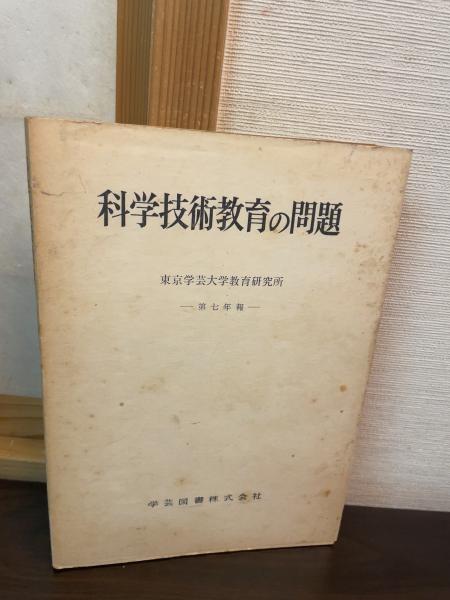 科学技術教育の問題
東京学芸大学教育研究所
―第七年報―
学芸図書株式会社